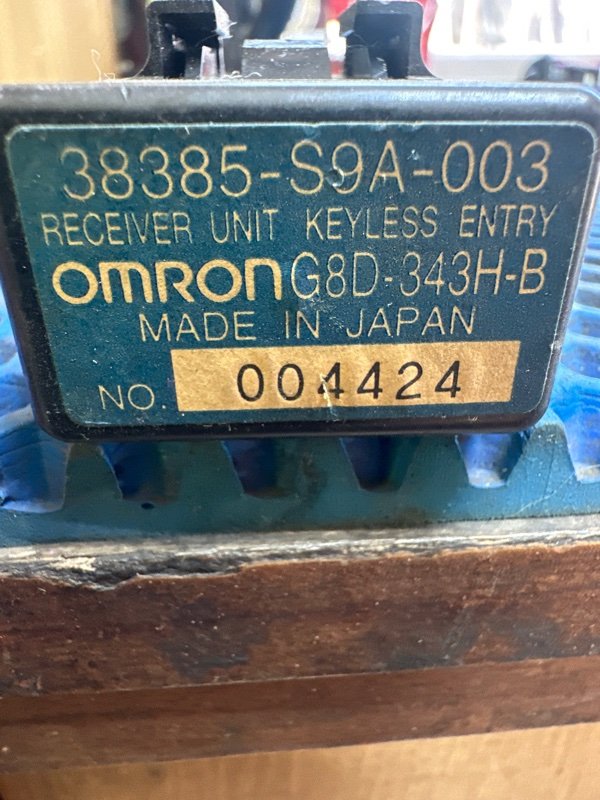 38385-S9A-003
RECEIVER UNIT KEYLESS ENTRY
OMRON G8D-343H-B
MADE IN JAPAN
NO. 004424